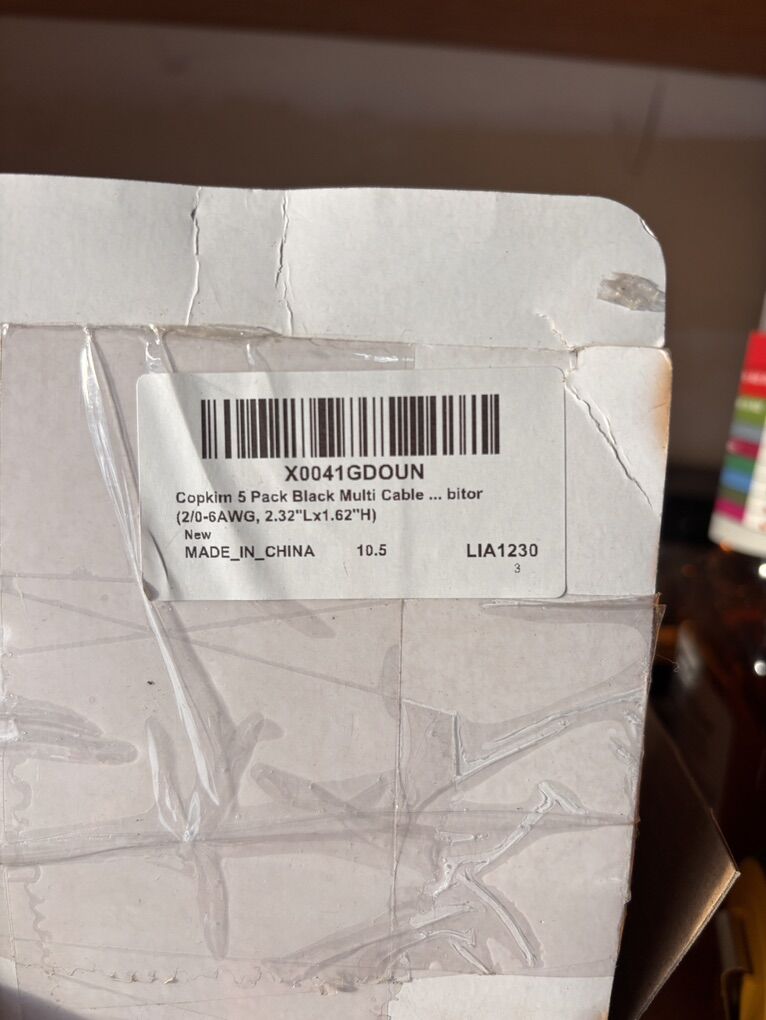 X0041GDOUN
Copkim 5 Pack Black Multi Cable ... bitor
(2/0-6AWG, 2.32"Lx1.62"H)
New
MADE_IN_CHINA 10.5 LIA1230
3